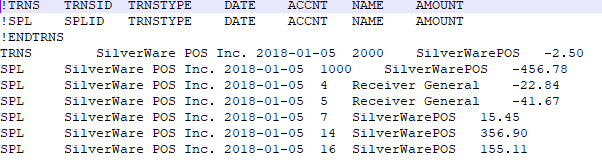 !TRNS TRNSID TRNSTYPE DATE ACCNT NAME AMOUNT
!SPL SPLID TRNSTYPE DATE ACCNT NAME AMOUNT
!ENDTRNS
TRNS SilverWare POS Inc. 2018-01-05 2000 SilverWarePOS -2.50
SPL SilverWare POS Inc. 2018-01-05 1000 SilverWarePOS -456.78
SPL SilverWare POS Inc. 2018-01-05 4 Receiver General -22.84
SPL SilverWare POS Inc. 2018-01-05 5 Receiver General -41.67
SPL SilverWare POS Inc. 2018-01-05 7 SilverWarePOS 15.45
SPL SilverWare POS Inc. 2018-01-05 14 SilverWarePOS 356.90
SPL SilverWare POS Inc. 2018-01-05 16 SilverWarePOS 155.11